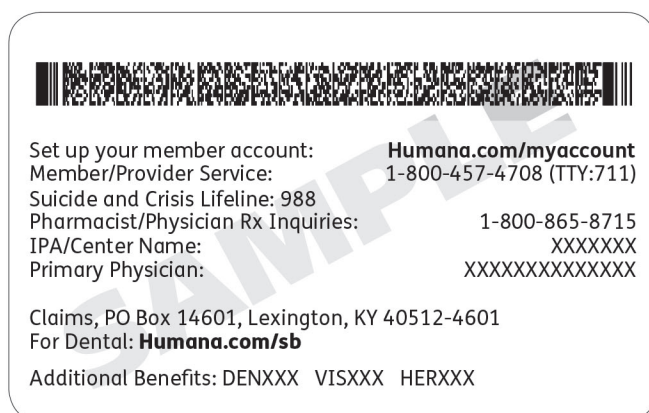 Set up your member account: Humana.com/myaccount
Member/Provider Service: 1-800-457-4708 (TTY:711)
Suicide and Crisis Lifeline: 988
Pharmacist/Physician Rx Inquiries: 1-800-865-8715
IPA/Center Name: XXXXXXX
Primary Physician: XXXXXXXXXXXXXX
Claims, PO Box 14601, Lexington, KY 40512-4601
For Dental: Humana.com/sb
Additional Benefits: DENXXX VISXXX HERXXX
SAMPLE